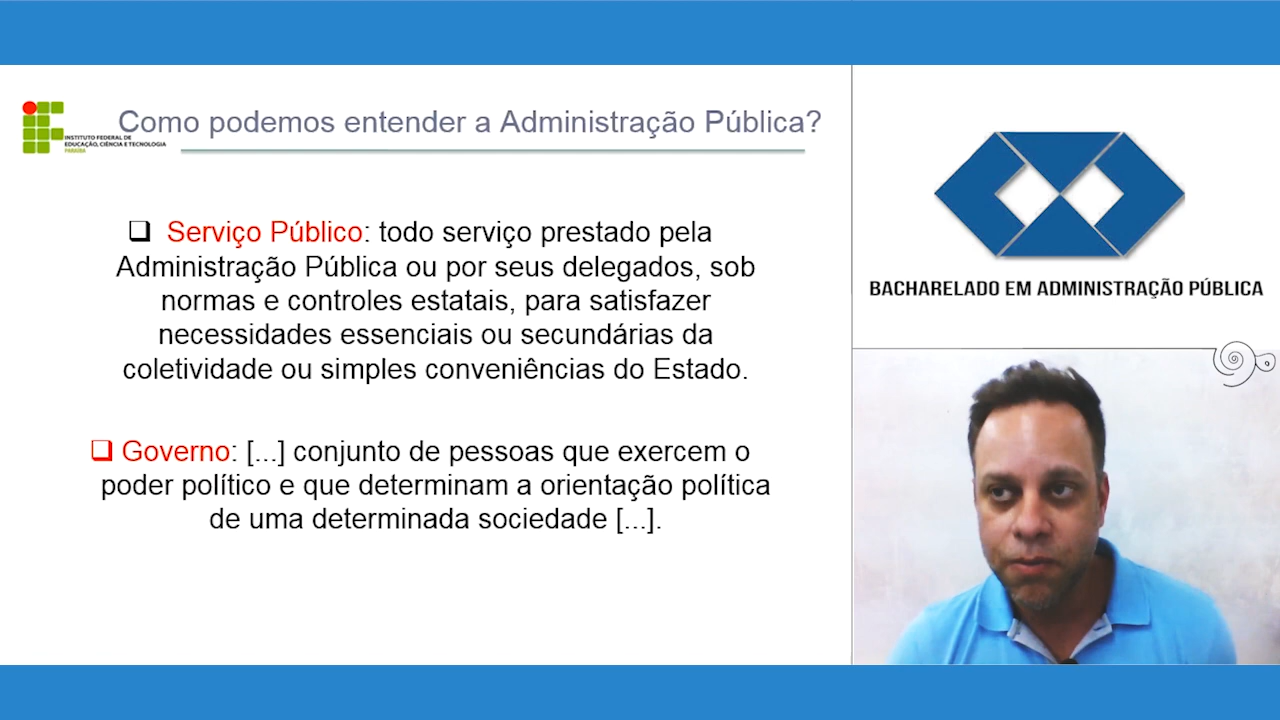 Como podemos entender a Administração Pública?
INSTITUTO FEDERAL DE
EDUCAÇÃO, CIÊNCIA E TECNOLOGIA
PARAÍBA
Serviço Público: todo serviço prestado pela
Administração Pública ou por seus delegados, sob
normas e controles estatais, para satisfazer
necessidades essenciais ou secundárias da
coletividade ou simples conveniências do Estado.
Governo: [...] conjunto de pessoas que exercem o
poder político e que determinam a orientação política
de uma determinada sociedade [...].
BACHARELADO EM ADMINISTRAÇÃO PÚBLICA